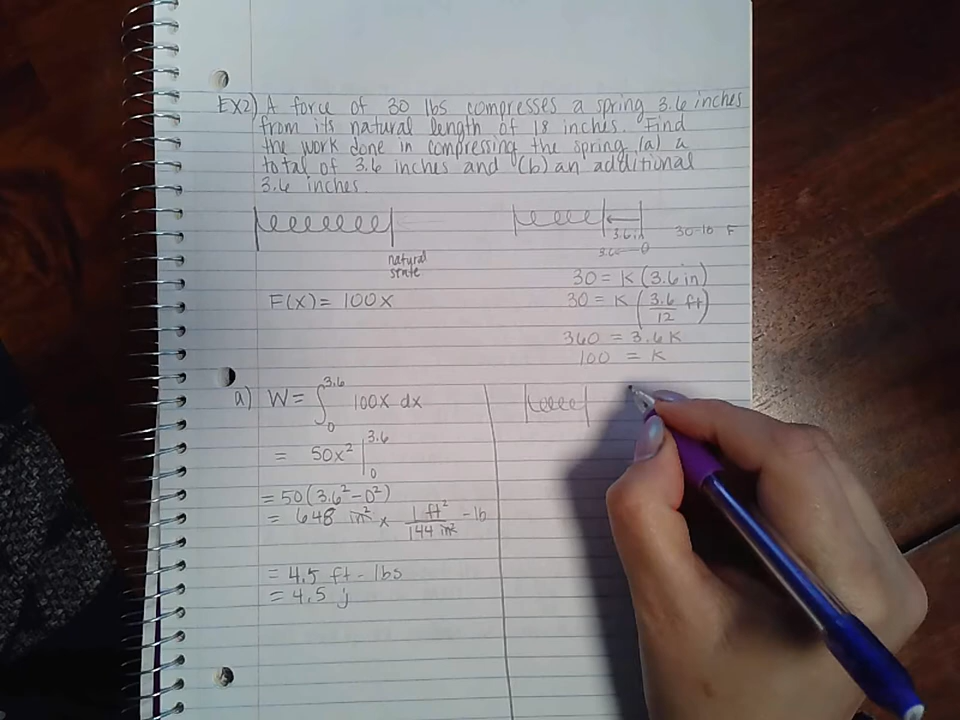 EX2) A force of 30 lbs compresses a spring 3.6 inches
from its natural length of 18 inches. Find
the work done in compressing the spring (a) a
total of 3.6 inches and (b) an additional
3.6 inches.
3.6 in
3.6 0
30 lb F
natural
state
30 = K (3.6 in)
F(x) = 100x
30 = K (3.6/12 ft)
360 = 3.6 K
100 = K
a) W = ∫₀^3.6 100x dx
= 50x² |₀^3.6
= 50(3.6² - 0²)
= 648 in² x 1 ft²/144 in² - lb
= 4.5 ft - lbs
= 4.5 j